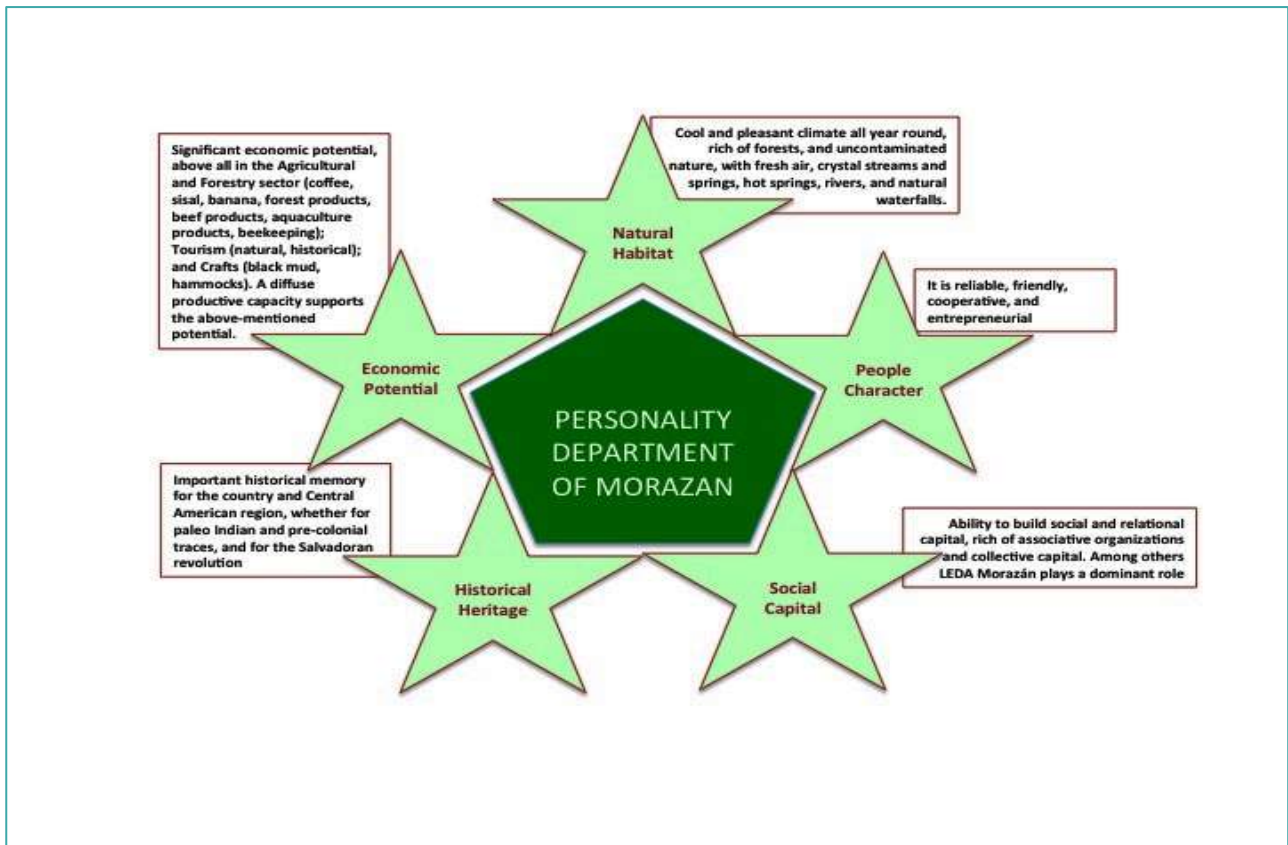 Significant economic potential,
above all in the Agricultural
and Forestry sector (coffee,
sisal, banana, forest products,
beef products, aquaculture
products, beekeeping);
Tourism (natural, historical);
and Crafts (black mud,
hammocks). A diffuse
productive capacity supports
the above-mentioned
potential.
Cool and pleasant climate all year round,
rich of forests, and uncontaminated
nature, with fresh air, crystal streams and
springs, hot springs, rivers, and natural
waterfalls.
Natural
Habitat
It is reliable, friendly,
cooperative, and
entrepreneurial
Economic
Potential
People
Character
PERSONALITY
DEPARTMENT
OF MORAZAN
Important historical memory
for the country and Central
American region, whether for
paleo Indian and pre-colonial
traces, and for the Salvadoran
revolution
Ability to build social and relational
capital, rich of associative organizations
and collective capital. Among others
LEDA Morazán plays a dominant role
Historical
Heritage
Social
Capital